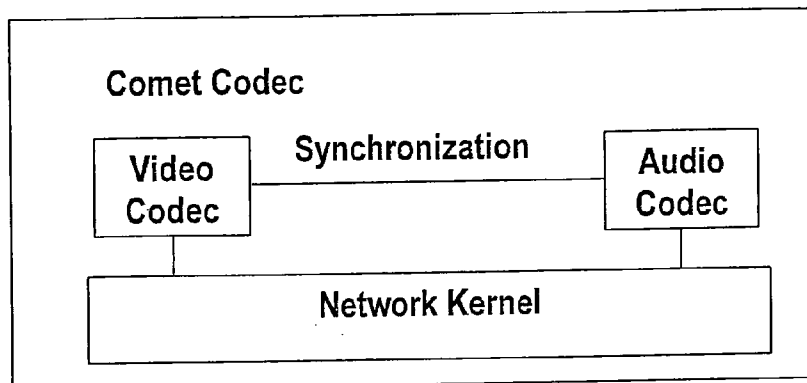 Comet Codec
Synchronization
Video
Codec
Audio
Codec
Network Kernel